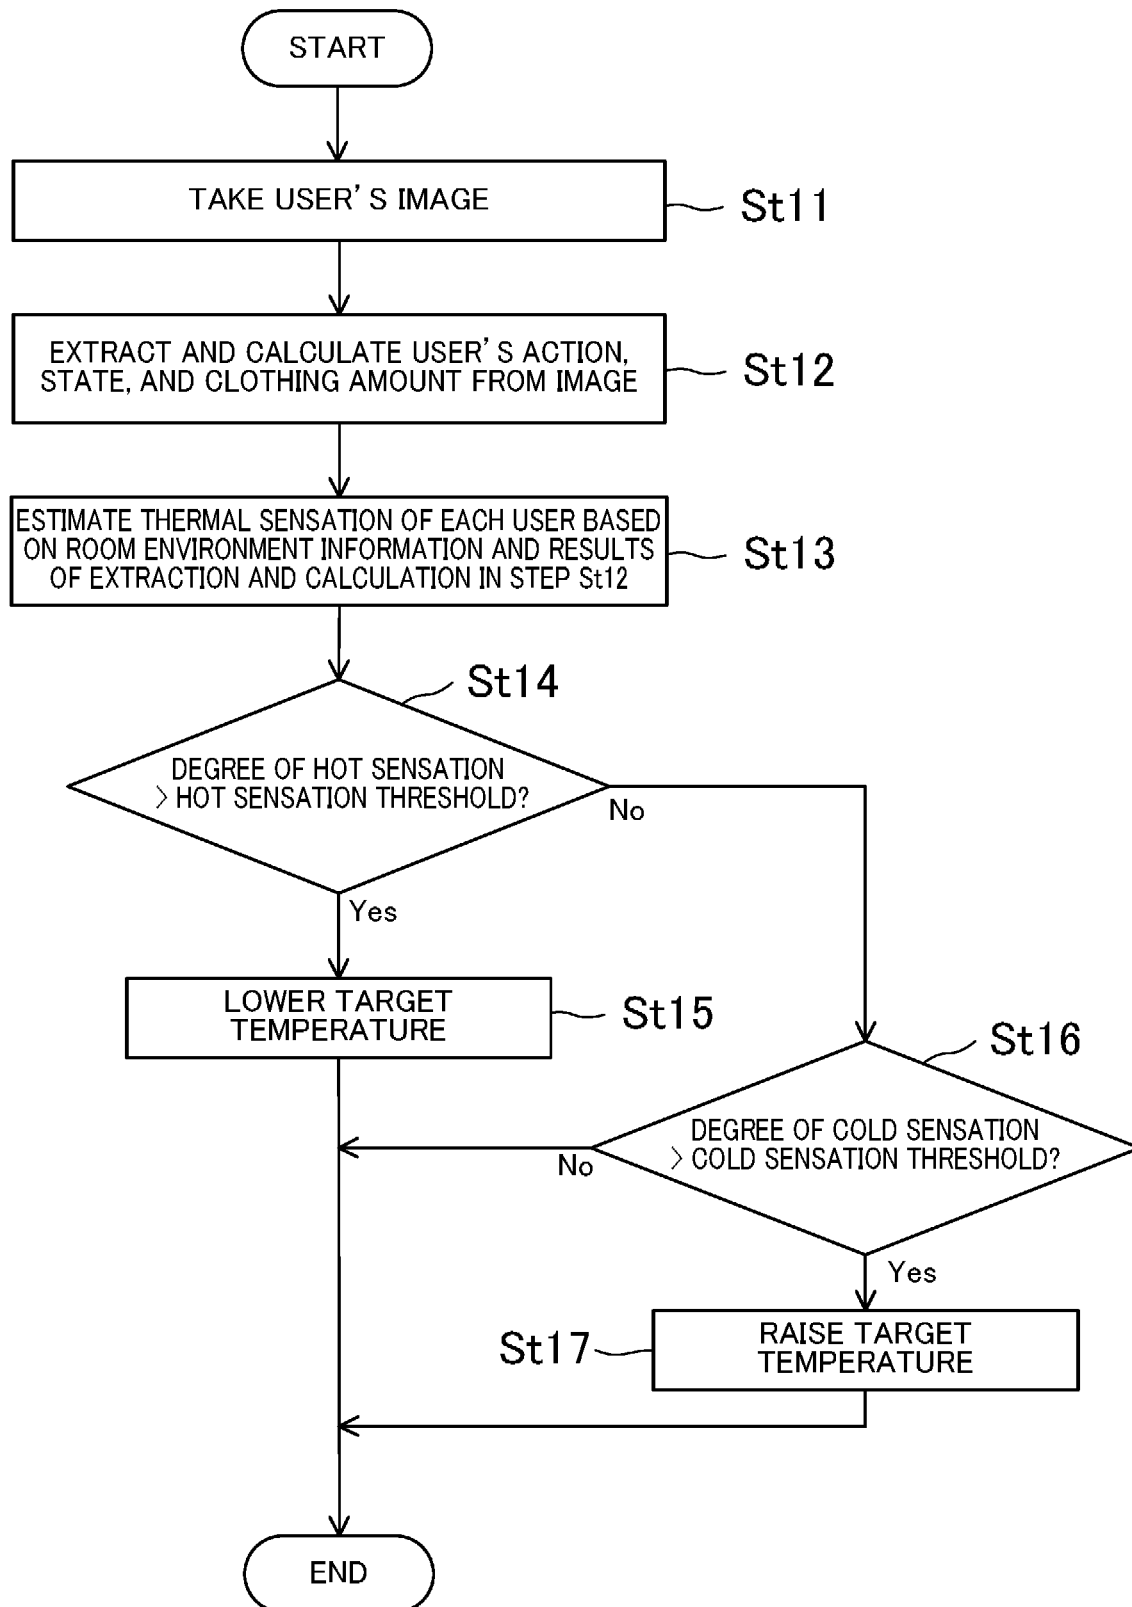 START
TAKE USER'S IMAGE
St11
EXTRACT AND CALCULATE USER'S ACTION,
STATE, AND CLOTHING AMOUNT FROM IMAGE
St12
ESTIMATE THERMAL SENSATION OF EACH USER BASED
ON ROOM ENVIRONMENT INFORMATION AND RESULTS
OF EXTRACTION AND CALCULATION IN STEP St12
St13
St14
DEGREE OF HOT SENSATION
> HOT SENSATION THRESHOLD?
No
Yes
LOWER TARGET
TEMPERATURE
St15
St16
DEGREE OF COLD SENSATION
> COLD SENSATION THRESHOLD?
No
Yes
St17
RAISE TARGET
TEMPERATURE
END